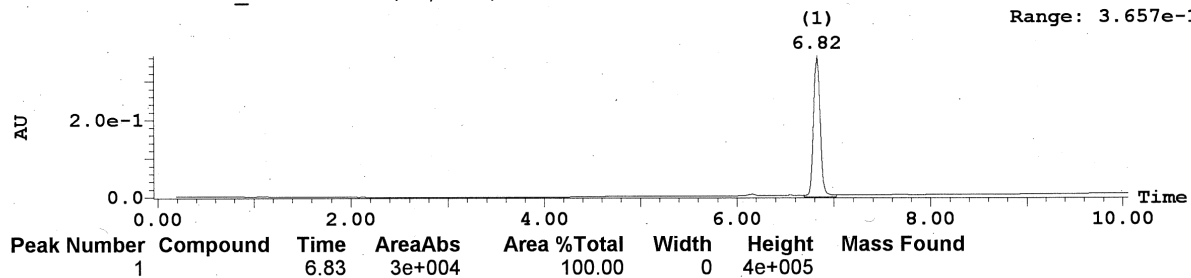 (1)
Range: 3.657e-1
6.82
AU
2.0e-1
0.0
Time
0.00 2.00 4.00 6.00 8.00 10.00
Peak Number Compound Time AreaAbs Area %Total Width Height Mass Found
1 6.83 3e+004 100.00 0 4e+005